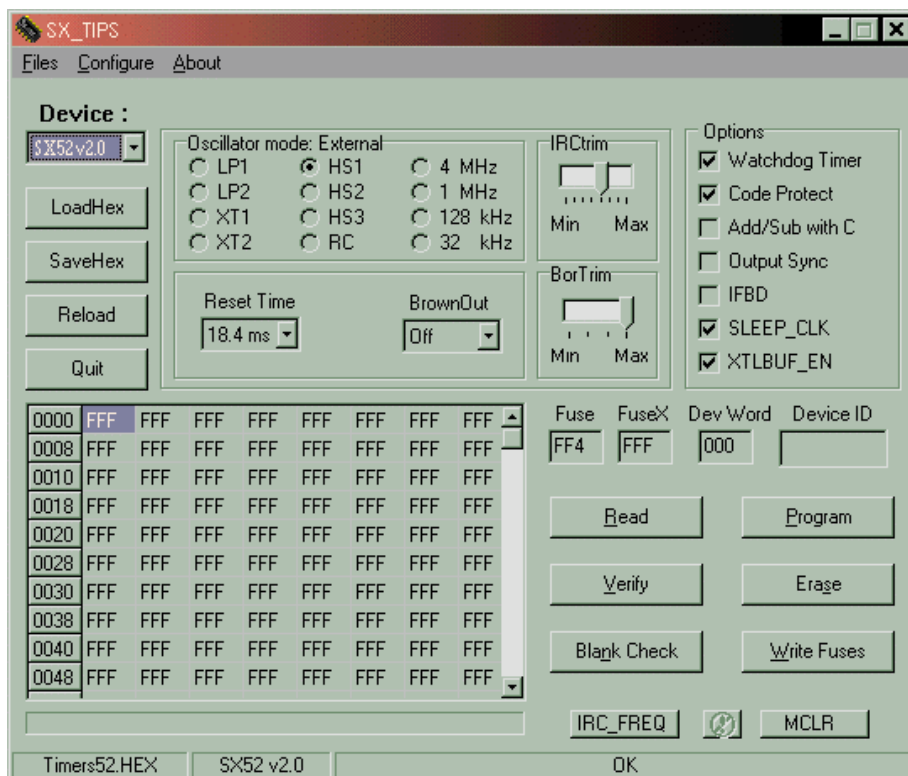 SX_TIPS
Files Configure About
Device :
SX52v2.0
LoadHex
SaveHex
Reload
Quit
Oscillator mode: External
LP1 HS1 4 MHz
LP2 HS2 1 MHz
XT1 HS3 128 kHz
XT2 RC 32 kHz
Reset Time
18.4 ms
BrownOut
Off
IRCtrim
Min Max
BorTrim
Min Max
Options
Watchdog Timer
Code Protect
Add/Sub with C
Output Sync
IFBD
SLEEP_CLK
XTLBUF_EN
0000 FFF FFF FFF FFF FFF FFF FFF FFF
0008 FFF FFF FFF FFF FFF FFF FFF FFF
0010 FFF FFF FFF FFF FFF FFF FFF FFF
0018 FFF FFF FFF FFF FFF FFF FFF FFF
0020 FFF FFF FFF FFF FFF FFF FFF FFF
0028 FFF FFF FFF FFF FFF FFF FFF FFF
0030 FFF FFF FFF FFF FFF FFF FFF FFF
0038 FFF FFF FFF FFF FFF FFF FFF FFF
0040 FFF FFF FFF FFF FFF FFF FFF FFF
0048 FFF FFF FFF FFF FFF FFF FFF FFF
Fuse FuseX Dev Word Device ID
FF4 FFF 000
Read Program
Verify Erase
Blank Check Write Fuses
IRC_FREQ MCLR
Timers52.HEX SX52 v2.0 OK